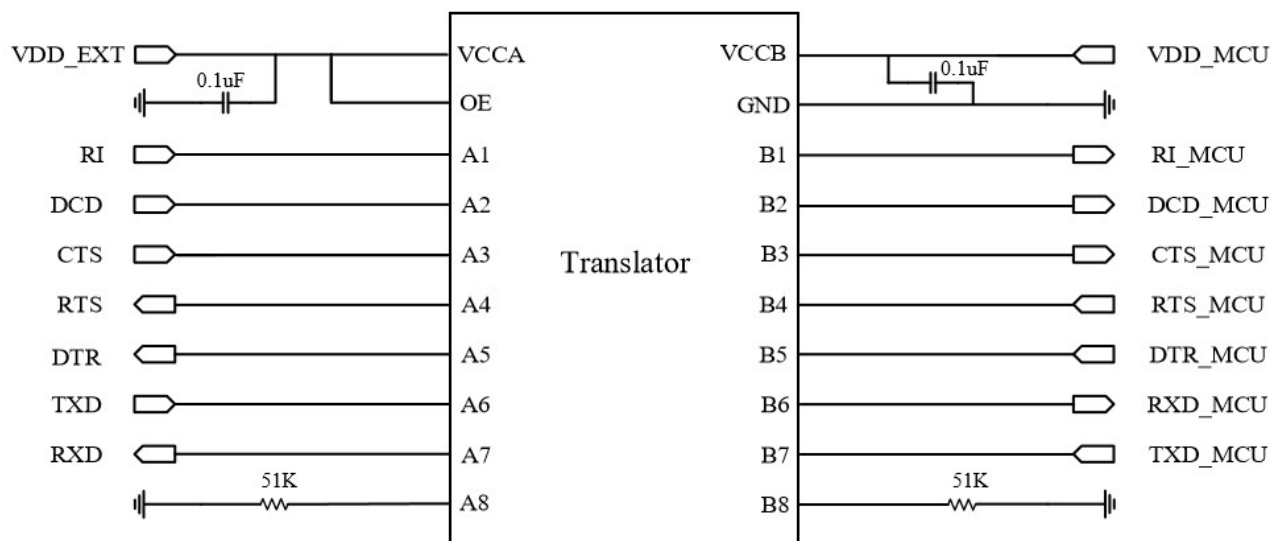 VDD_EXT VCCA VCCB VDD_MCU
0.1uF 0.1uF
OE GND
RI A1 B1 RI_MCU
DCD A2 B2 DCD_MCU
CTS A3 Translator B3 CTS_MCU
RTS A4 B4 RTS_MCU
DTR A5 B5 DTR_MCU
TXD A6 B6 RXD_MCU
RXD A7 B7 TXD_MCU
51K 51K
A8 B8